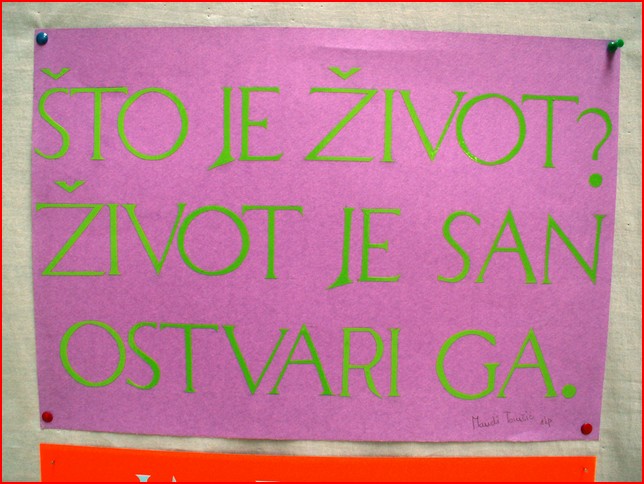 ŠTO JE ŽIVOT?
ŽIVOT JE SAN
OSTVARI GA.